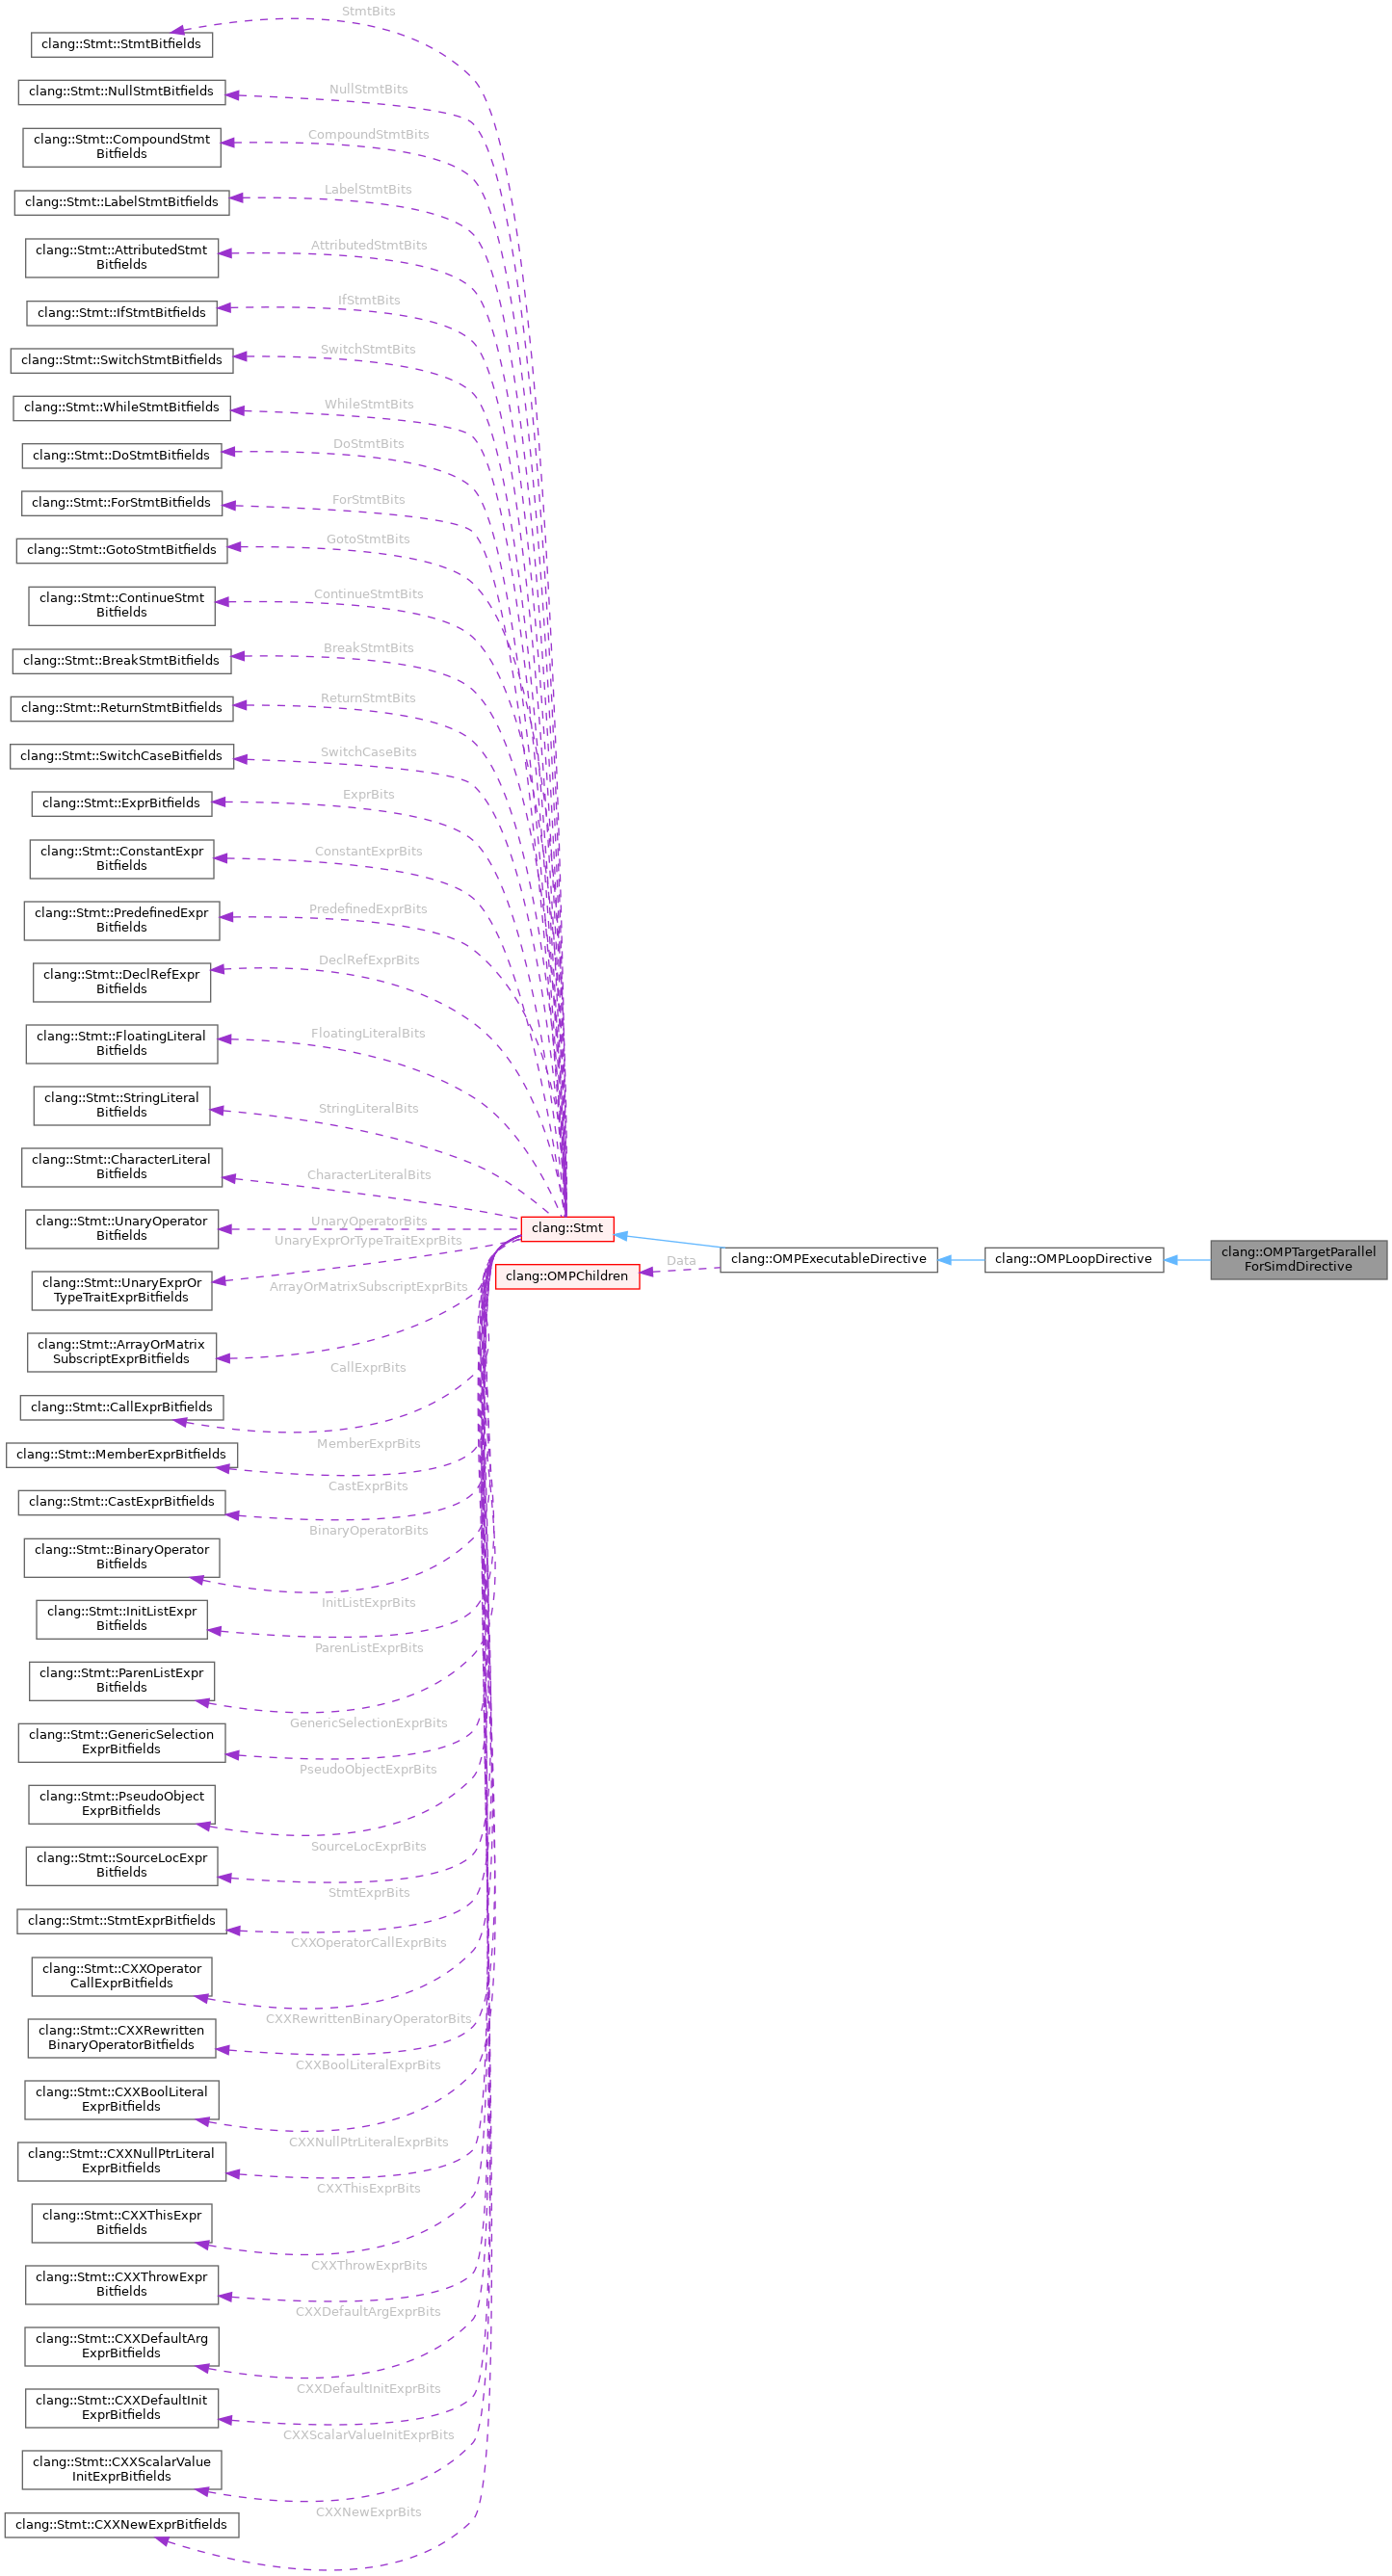 StmtBits
clang::Stmt::StmtBitfields
NullStmtBits
clang::Stmt::NullStmtBitfields
CompoundStmtBits
clang::Stmt::CompoundStmt
Bitfields
LabelStmtBits
clang::Stmt::LabelStmtBitfields
AttributedStmtBits
clang::Stmt::AttributedStmt
Bitfields
IfStmtBits
clang::Stmt::IfStmtBitfields
SwitchStmtBits
clang::Stmt::SwitchStmtBitfields
WhileStmtBits
clang::Stmt::WhileStmtBitfields
DoStmtBits
clang::Stmt::DoStmtBitfields
ForStmtBits
clang::Stmt::ForStmtBitfields
GotoStmtBits
clang::Stmt::GotoStmtBitfields
ContinueStmtBits
clang::Stmt::ContinueStmt
Bitfields
BreakStmtBits
clang::Stmt::BreakStmtBitfields
ReturnStmtBits
clang::Stmt::ReturnStmtBitfields
SwitchCaseBits
clang::Stmt::SwitchCaseBitfields
ExprBits
clang::Stmt::ExprBitfields
ConstantExprBits
clang::Stmt::ConstantExpr
Bitfields
PredefinedExprBits
clang::Stmt::PredefinedExpr
Bitfields
DeclRefExprBits
clang::Stmt::DeclRefExpr
Bitfields
FloatingLiteralBits
clang::Stmt::FloatingLiteral
Bitfields
StringLiteralBits
clang::Stmt::StringLiteral
Bitfields
CharacterLiteralBits
clang::Stmt::CharacterLiteral
Bitfields
UnaryOperatorBits
clang::Stmt::UnaryOperator
Bitfields
clang::Stmt
UnaryExprOrTypeTraitExprBits
clang::Stmt::UnaryExprOr
TypeTraitExprBitfields
clang::OMPChildren
Data
clang::OMPExecutableDirective
clang::OMPLoopDirective
clang::OMPTargetParallel
ForSimdDirective
ArrayOrMatrixSubscriptExprBits
clang::Stmt::ArrayOrMatrix
SubscriptExprBitfields
CallExprBits
clang::Stmt::CallExprBitfields
MemberExprBits
clang::Stmt::MemberExprBitfields
CastExprBits
clang::Stmt::CastExprBitfields
BinaryOperatorBits
clang::Stmt::BinaryOperator
Bitfields
InitListExprBits
clang::Stmt::InitListExpr
Bitfields
ParenListExprBits
clang::Stmt::ParenListExpr
Bitfields
GenericSelectionExprBits
clang::Stmt::GenericSelection
ExprBitfields
PseudoObjectExprBits
clang::Stmt::PseudoObject
ExprBitfields
SourceLocExprBits
clang::Stmt::SourceLocExpr
Bitfields
StmtExprBits
clang::Stmt::StmtExprBitfields
CXXOperatorCallExprBits
clang::Stmt::CXXOperator
CallExprBitfields
CXXRewrittenBinaryOperatorBits
clang::Stmt::CXXRewritten
BinaryOperatorBitfields
CXXBoolLiteralExprBits
clang::Stmt::CXXBoolLiteral
ExprBitfields
CXXNullPtrLiteralExprBits
clang::Stmt::CXXNullPtrLiteral
ExprBitfields
CXXThisExprBits
clang::Stmt::CXXThisExpr
Bitfields
CXXThrowExprBits
clang::Stmt::CXXThrowExpr
Bitfields
CXXDefaultArgExprBits
clang::Stmt::CXXDefaultArg
ExprBitfields
CXXDefaultInitExprBits
clang::Stmt::CXXDefaultInit
ExprBitfields
CXXScalarValueInitExprBits
clang::Stmt::CXXScalarValue
InitExprBitfields
CXXNewExprBits
clang::Stmt::CXXNewExprBitfields